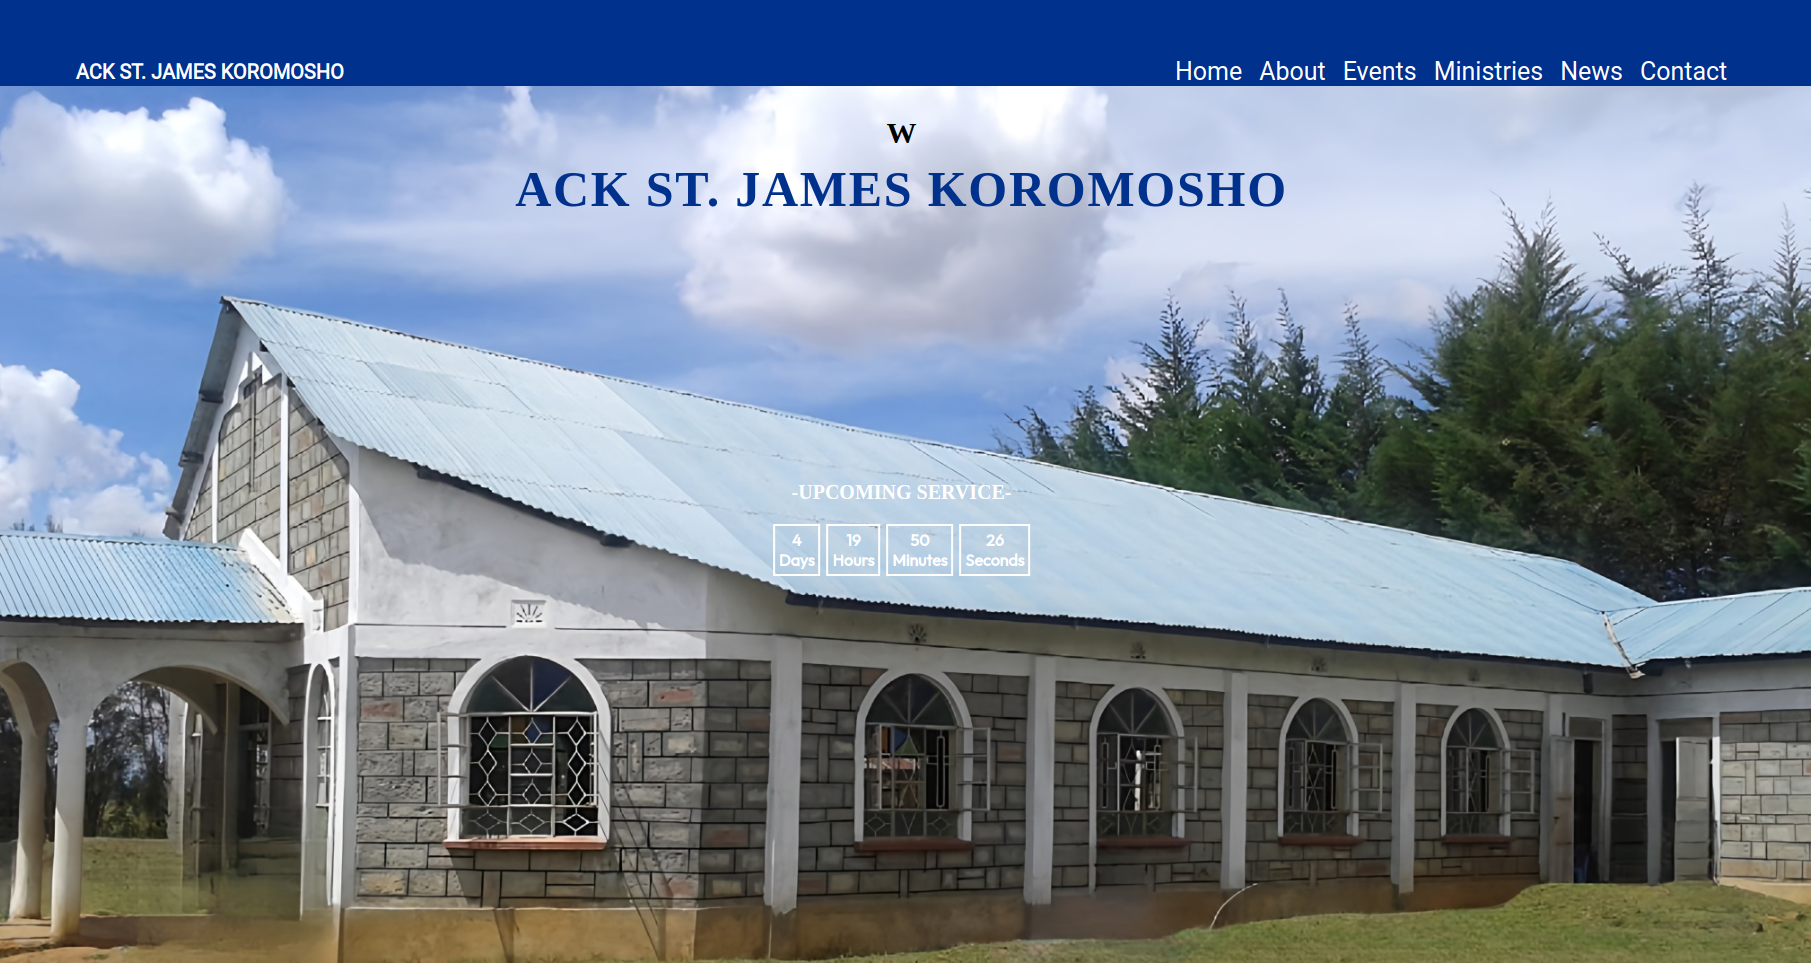 ACK ST. JAMES KOROMOSHO
Home About Events Ministries News Contact
W
ACK ST. JAMES KOROMOSHO
-UPCOMING SERVICE-
4 19 50 26
Days Hours Minutes Seconds